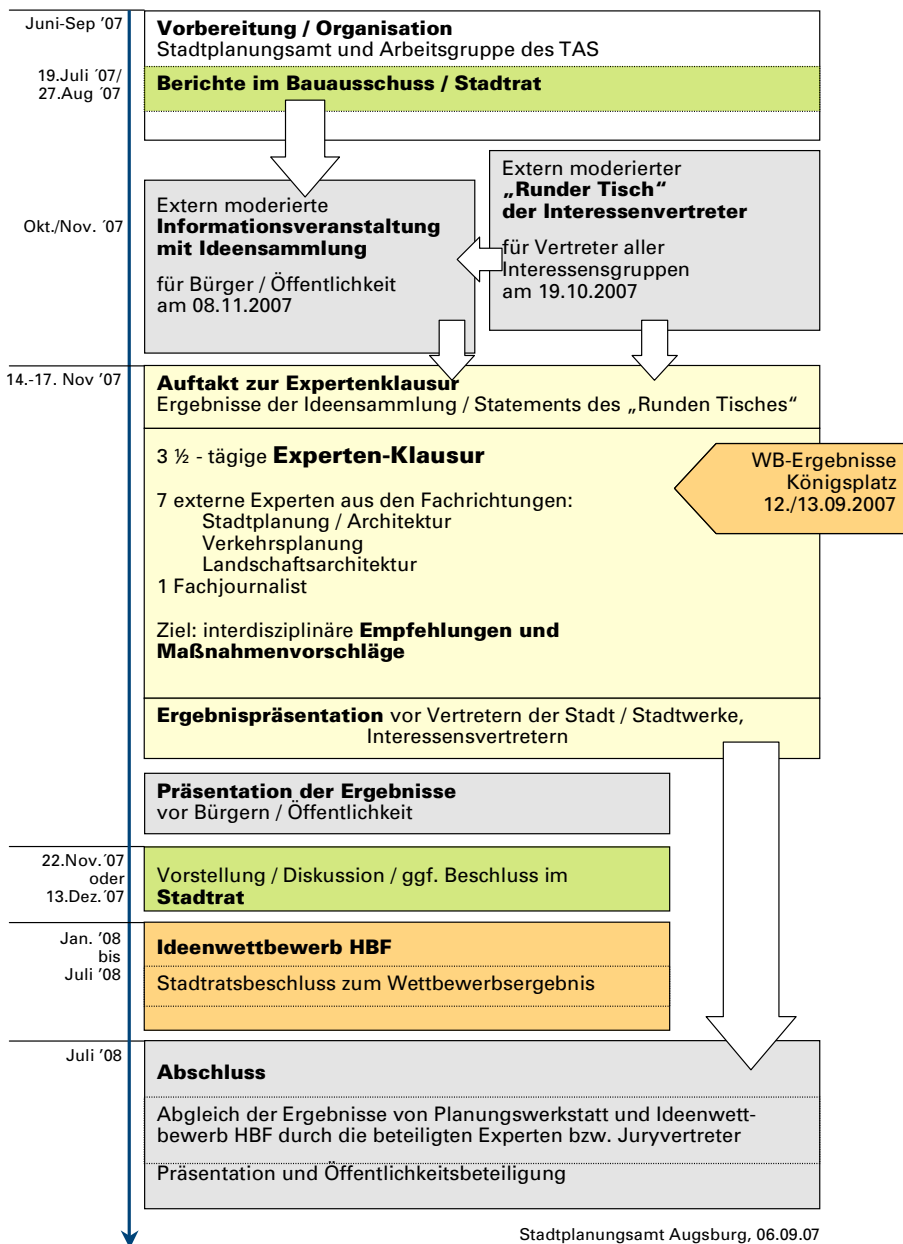 Juni-Sep '07
Vorbereitung / Organisation
Stadtplanungsamt und Arbeitsgruppe des TAS
19.Juli ´07/
27.Aug ´07
Berichte im Bauausschuss / Stadtrat
Okt./Nov. ´07
Extern moderierte
Informationsveranstaltung
mit Ideensammlung
für Bürger / Öffentlichkeit
am 08.11.2007
Extern moderierter
„Runder Tisch“
der Interessenvertreter
für Vertreter aller
Interessensgruppen
am 19.10.2007
14.-17. Nov '07
Auftakt zur Expertenklausur
Ergebnisse der Ideensammlung / Statements des „Runden Tisches“
3 ½ - tägige Experten-Klausur
7 externe Experten aus den Fachrichtungen:
Stadtplanung / Architektur
Verkehrsplanung
Landschaftsarchitektur
1 Fachjournalist
Ziel: interdisziplinäre Empfehlungen und
Maßnahmenvorschläge
WB-Ergebnisse
Königsplatz
12./13.09.2007
Ergebnispräsentation vor Vertretern der Stadt / Stadtwerke,
Interessensvertretern
Präsentation der Ergebnisse
vor Bürgern / Öffentlichkeit
22.Nov.´07
oder
13.Dez.´07
Vorstellung / Diskussion / ggf. Beschluss im
Stadtrat
Jan. '08
bis
Juli '08
Ideenwettbewerb HBF
Stadtratsbeschluss zum Wettbewerbsergebnis
Juli '08
Abschluss
Abgleich der Ergebnisse von Planungswerkstatt und Ideenwett-
bewerb HBF durch die beteiligten Experten bzw. Juryvertreter
Präsentation und Öffentlichkeitsbeteiligung
Stadtplanungsamt Augsburg, 06.09.07